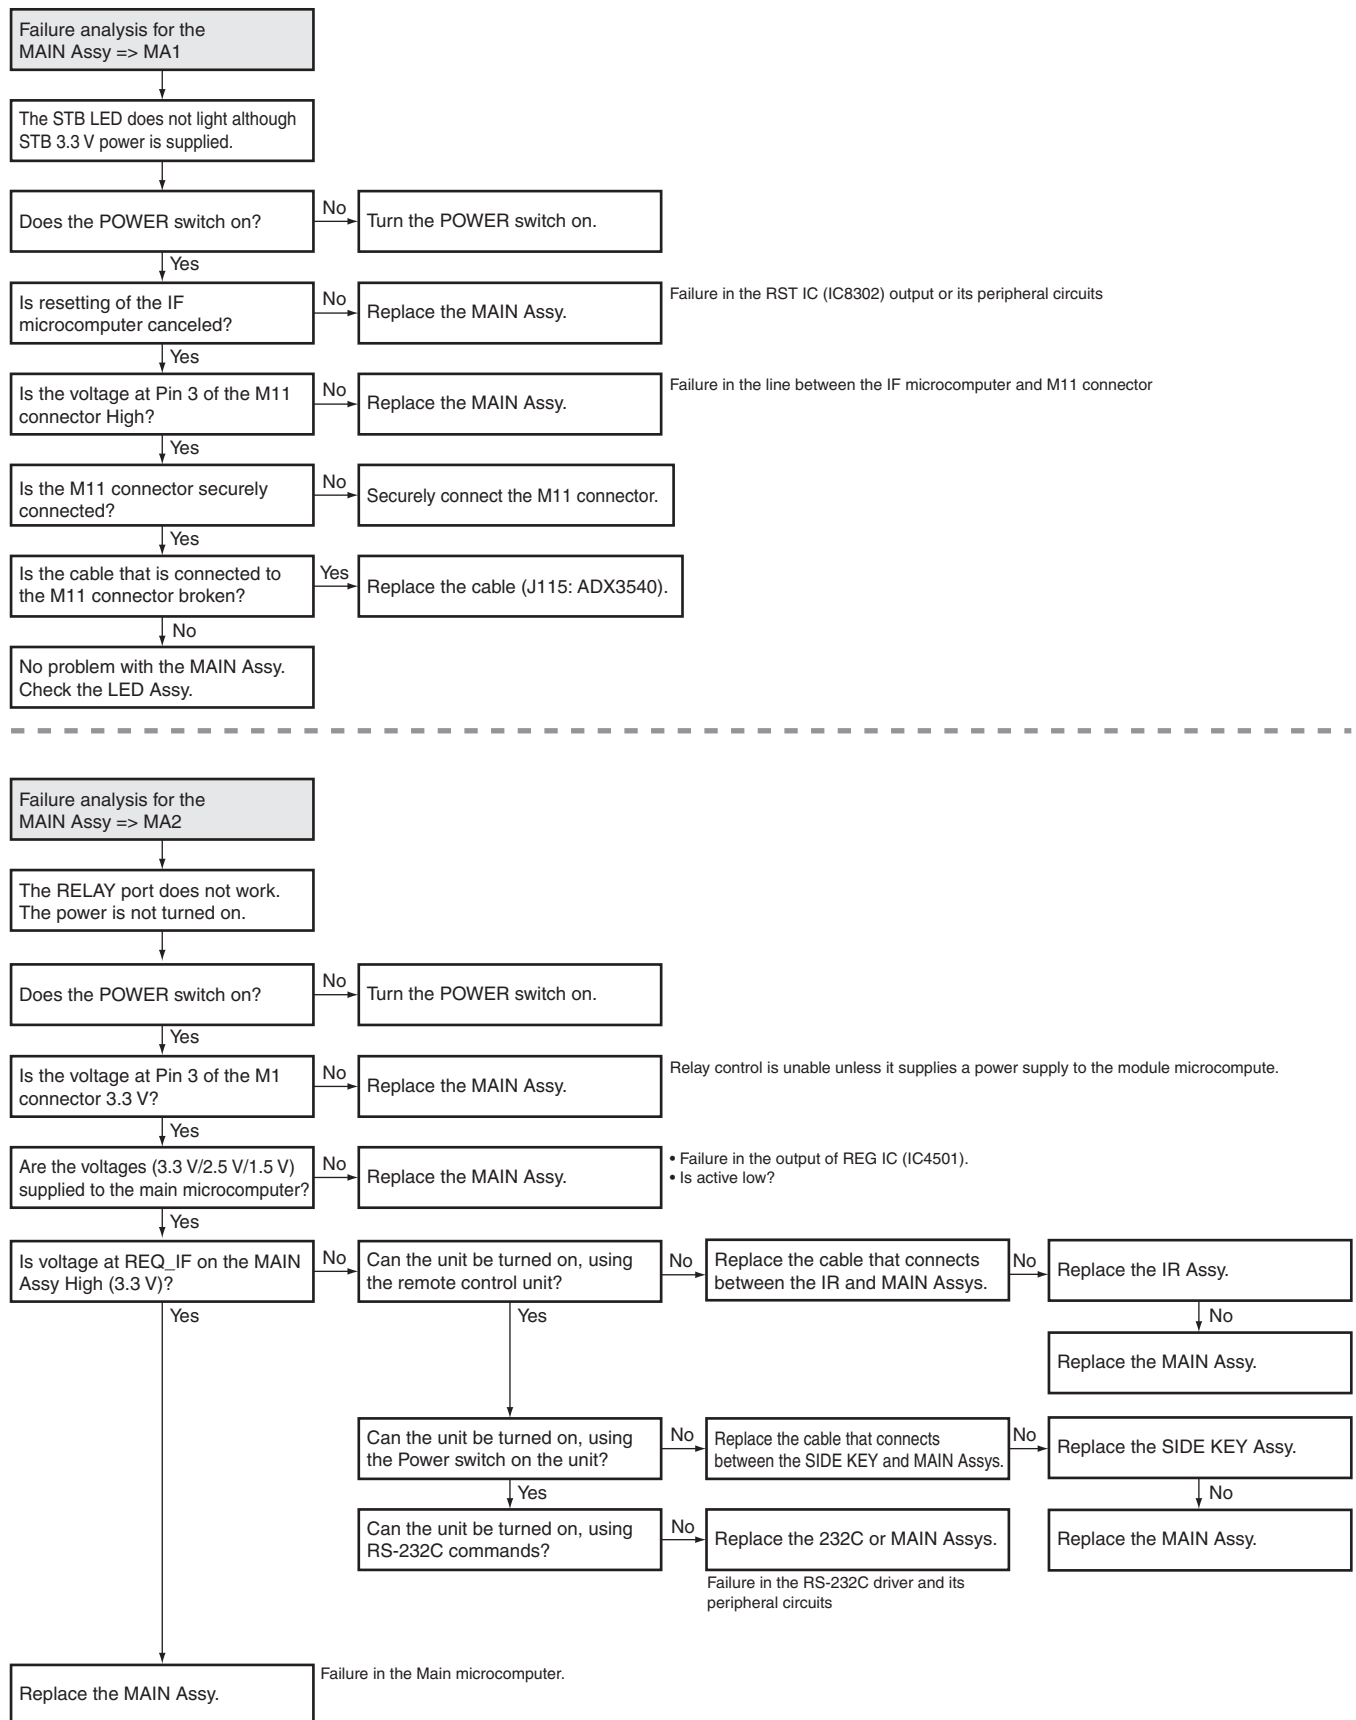 Failure analysis for the
MAIN Assy => MA1
The STB LED does not light although
STB 3.3 V power is supplied.
Does the POWER switch on?
No
Turn the POWER switch on.
Yes
Is resetting of the IF
microcomputer canceled?
No
Replace the MAIN Assy.
Failure in the RST IC (IC8302) output or its peripheral circuits
Yes
Is the voltage at Pin 3 of the M11
connector High?
No
Replace the MAIN Assy.
Failure in the line between the IF microcomputer and M11 connector
Yes
Is the M11 connector securely
connected?
No
Securely connect the M11 connector.
Yes
Is the cable that is connected to
the M11 connector broken?
Yes
Replace the cable (J115: ADX3540).
No
No problem with the MAIN Assy.
Check the LED Assy.
Failure analysis for the
MAIN Assy => MA2
The RELAY port does not work.
The power is not turned on.
Does the POWER switch on?
No
Turn the POWER switch on.
Yes
Is the voltage at Pin 3 of the M1
connector 3.3 V?
No
Replace the MAIN Assy.
Relay control is unable unless it supplies a power supply to the module microcompute.
Yes
Are the voltages (3.3 V/2.5 V/1.5 V)
supplied to the main microcomputer?
No
Replace the MAIN Assy.
• Failure in the output of REG IC (IC4501).
• Is active low?
Yes
Is voltage at REQ_IF on the MAIN
Assy High (3.3 V)?
No
Can the unit be turned on, using
the remote control unit?
No
Replace the cable that connects
between the IR and MAIN Assys.
No
Replace the IR Assy.
Yes
Yes
No
Replace the MAIN Assy.
Can the unit be turned on, using
the Power switch on the unit?
No
Replace the cable that connects
between the SIDE KEY and MAIN Assys.
No
Replace the SIDE KEY Assy.
Yes
No
Can the unit be turned on, using
RS-232C commands?
No
Replace the 232C or MAIN Assys.
Replace the MAIN Assy.
Failure in the RS-232C driver and its
peripheral circuits
Replace the MAIN Assy.
Failure in the Main microcomputer.